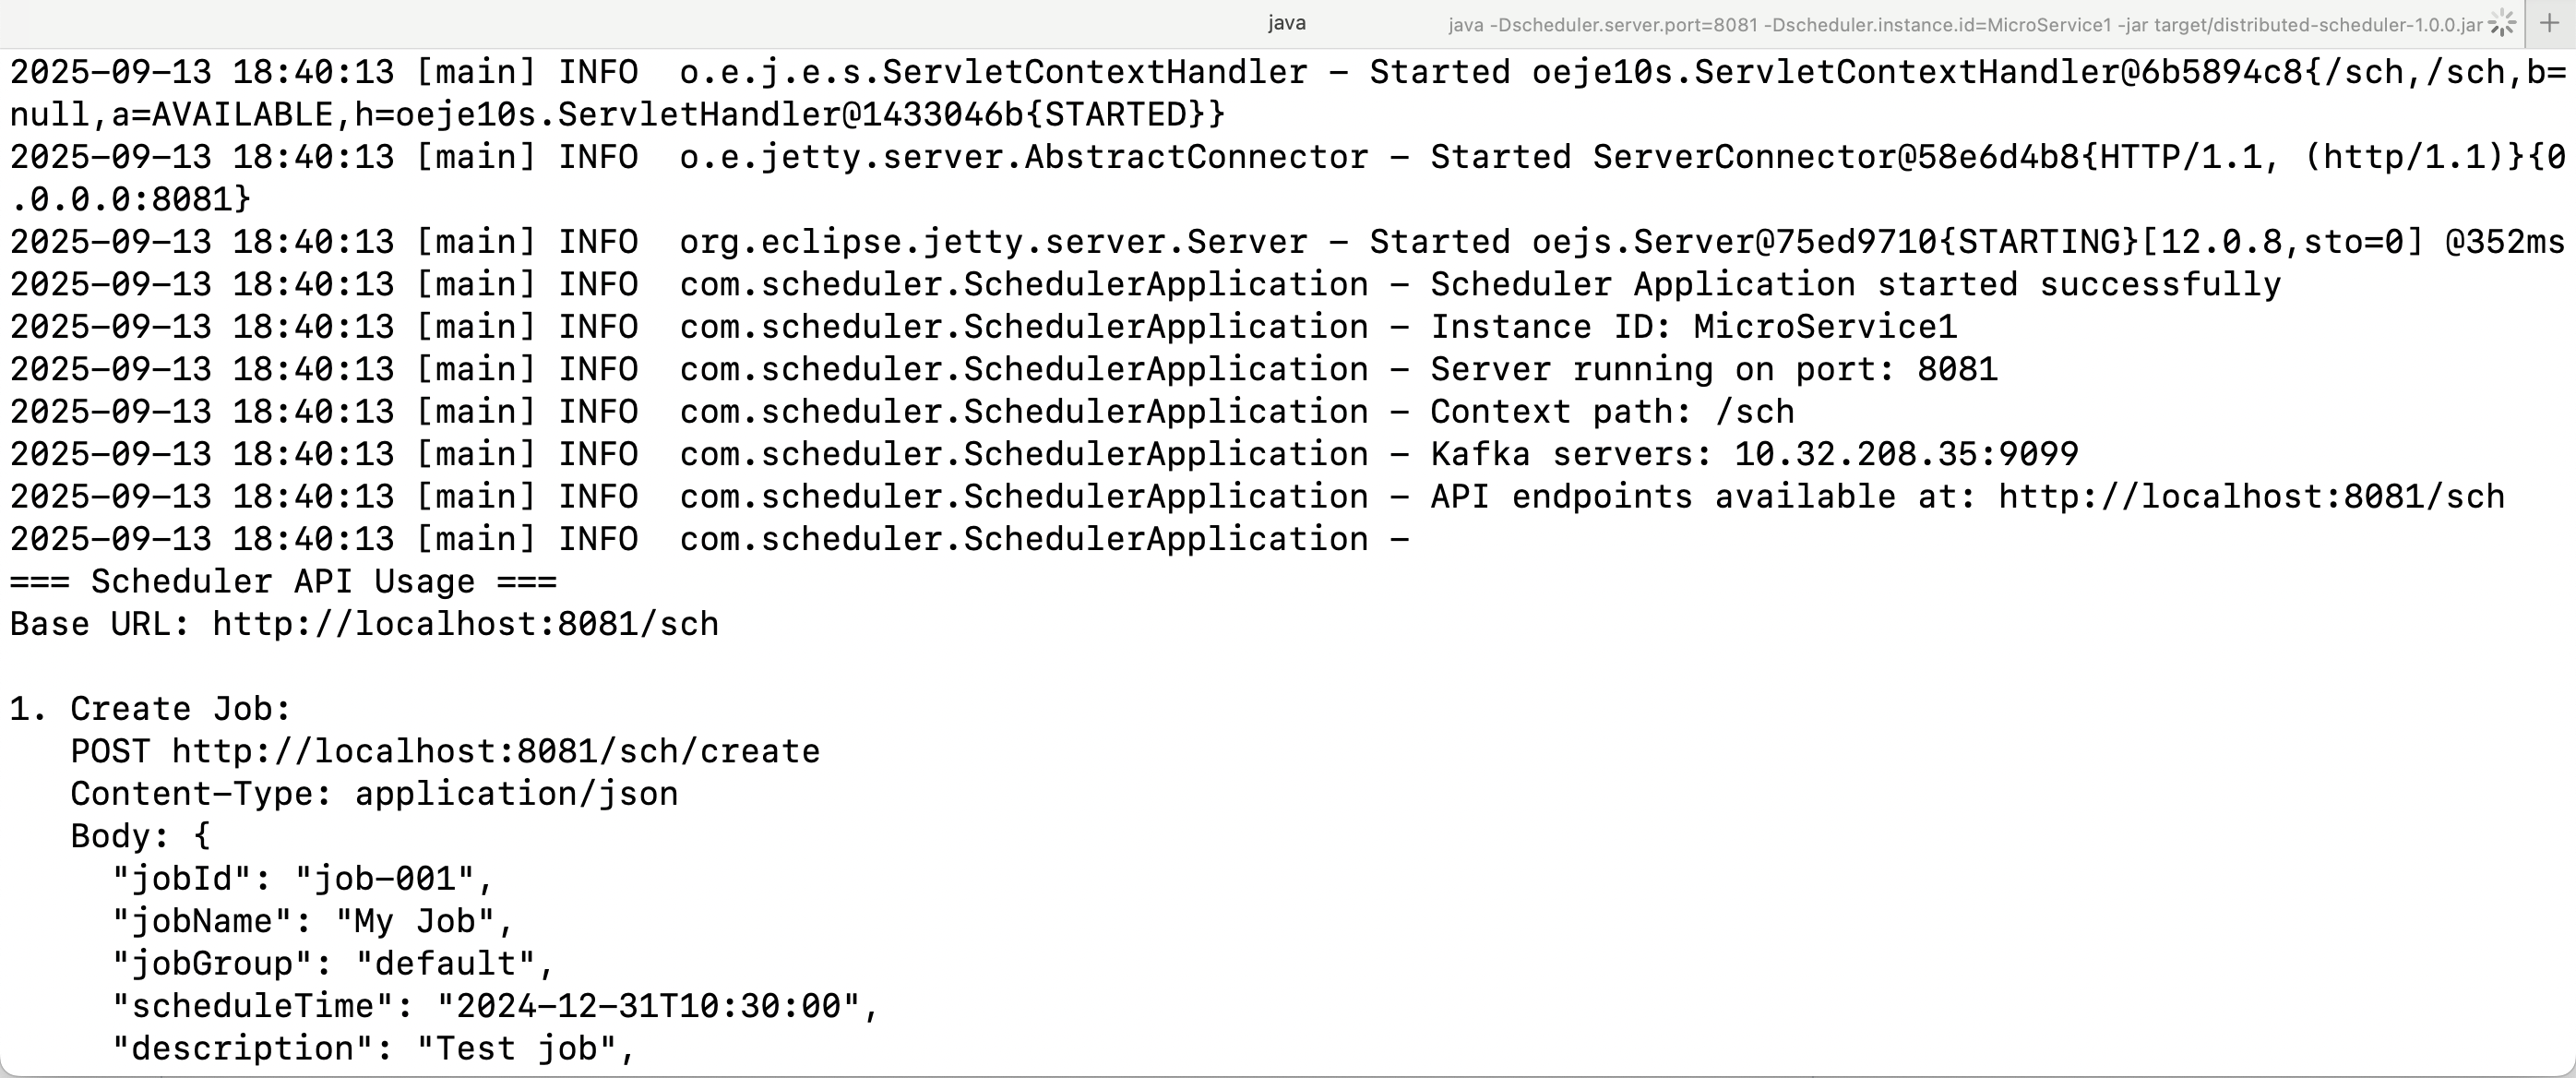 java
java -Dscheduler.server.port=8081 -Dscheduler.instance.id=MicroService1 -jar target/distributed-scheduler-1.0.0.jar
+
2025-09-13 18:40:13 [main] INFO  o.e.j.e.s.ServletContextHandler - Started oeje10s.ServletContextHandler@6b5894c8{/sch,/sch,b=
null,a=AVAILABLE,h=oeje10s.ServletHandler@1433046b{STARTED}}
2025-09-13 18:40:13 [main] INFO  o.e.jetty.server.AbstractConnector - Started ServerConnector@58e6d4b8{HTTP/1.1, (http/1.1)}{0
.0.0.0:8081}
2025-09-13 18:40:13 [main] INFO  org.eclipse.jetty.server.Server - Started oejs.Server@75ed9710{STARTING}[12.0.8,sto=0] @352ms
2025-09-13 18:40:13 [main] INFO  com.scheduler.SchedulerApplication - Scheduler Application started successfully
2025-09-13 18:40:13 [main] INFO  com.scheduler.SchedulerApplication - Instance ID: MicroService1
2025-09-13 18:40:13 [main] INFO  com.scheduler.SchedulerApplication - Server running on port: 8081
2025-09-13 18:40:13 [main] INFO  com.scheduler.SchedulerApplication - Context path: /sch
2025-09-13 18:40:13 [main] INFO  com.scheduler.SchedulerApplication - Kafka servers: 10.32.208.35:9099
2025-09-13 18:40:13 [main] INFO  com.scheduler.SchedulerApplication - API endpoints available at: http://localhost:8081/sch
2025-09-13 18:40:13 [main] INFO  com.scheduler.SchedulerApplication -
=== Scheduler API Usage ===
Base URL: http://localhost:8081/sch
1. Create Job:
   POST http://localhost:8081/sch/create
   Content-Type: application/json
   Body: {
     "jobId": "job-001",
     "jobName": "My Job",
     "jobGroup": "default",
     "scheduleTime": "2024-12-31T10:30:00",
     "description": "Test job",